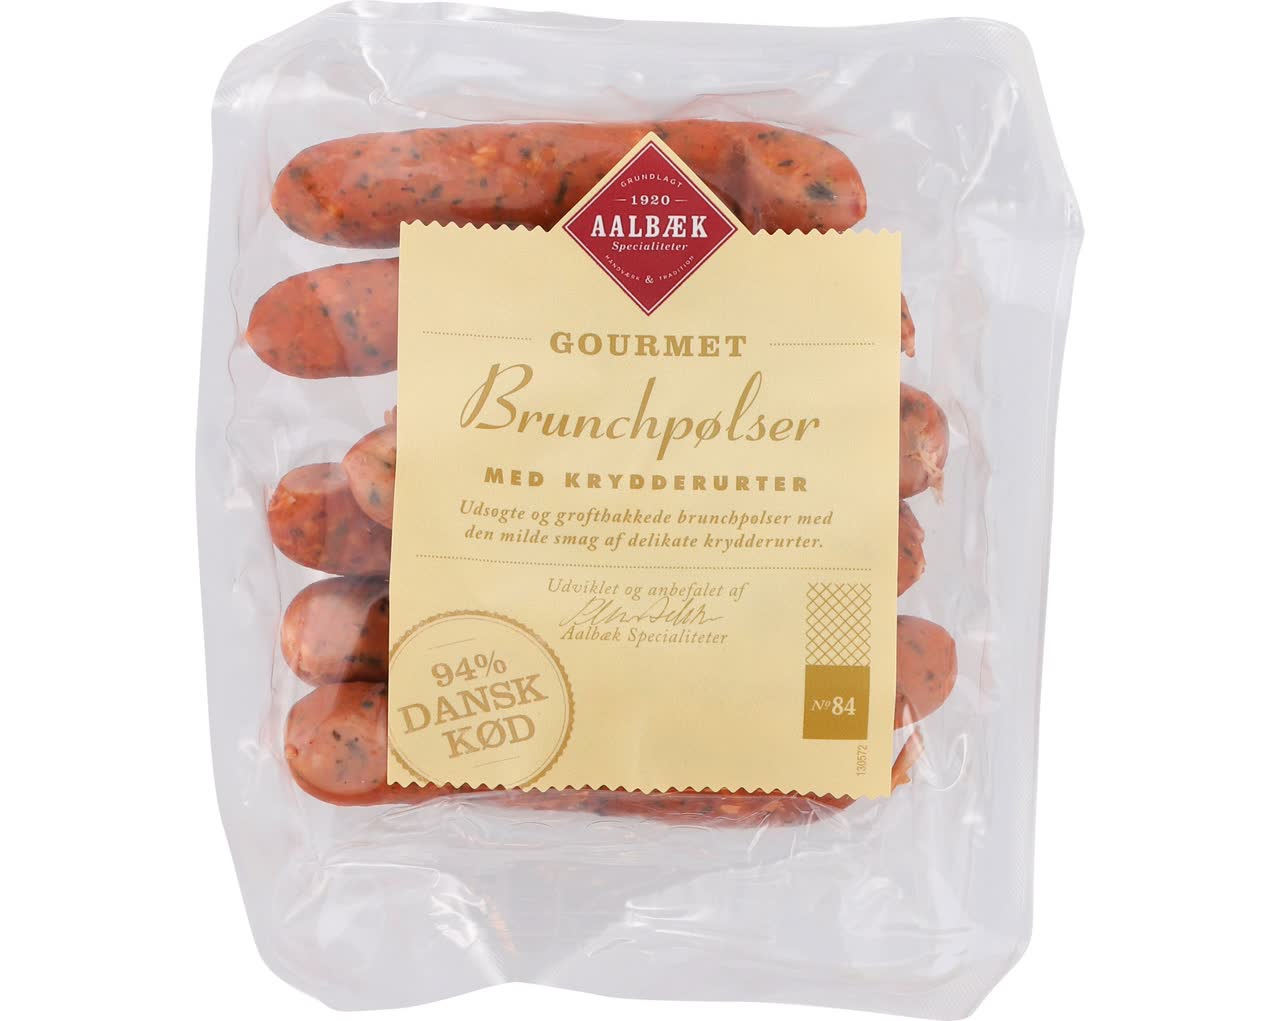 GRUNDLAGT
1920
AALBÆK
Specialiteter
HÅNDVÆRK & TRADITION
GOURMET
Brunchpølser
MED KRYDDERURTER
Udsøgte og grofthakkede brunchpølser med
den milde smag af delikate krydderurter.
Udviklet og anbefalet af
Aalbæk Specialiteter
94%
DANSK
KØD
Nº84
130572